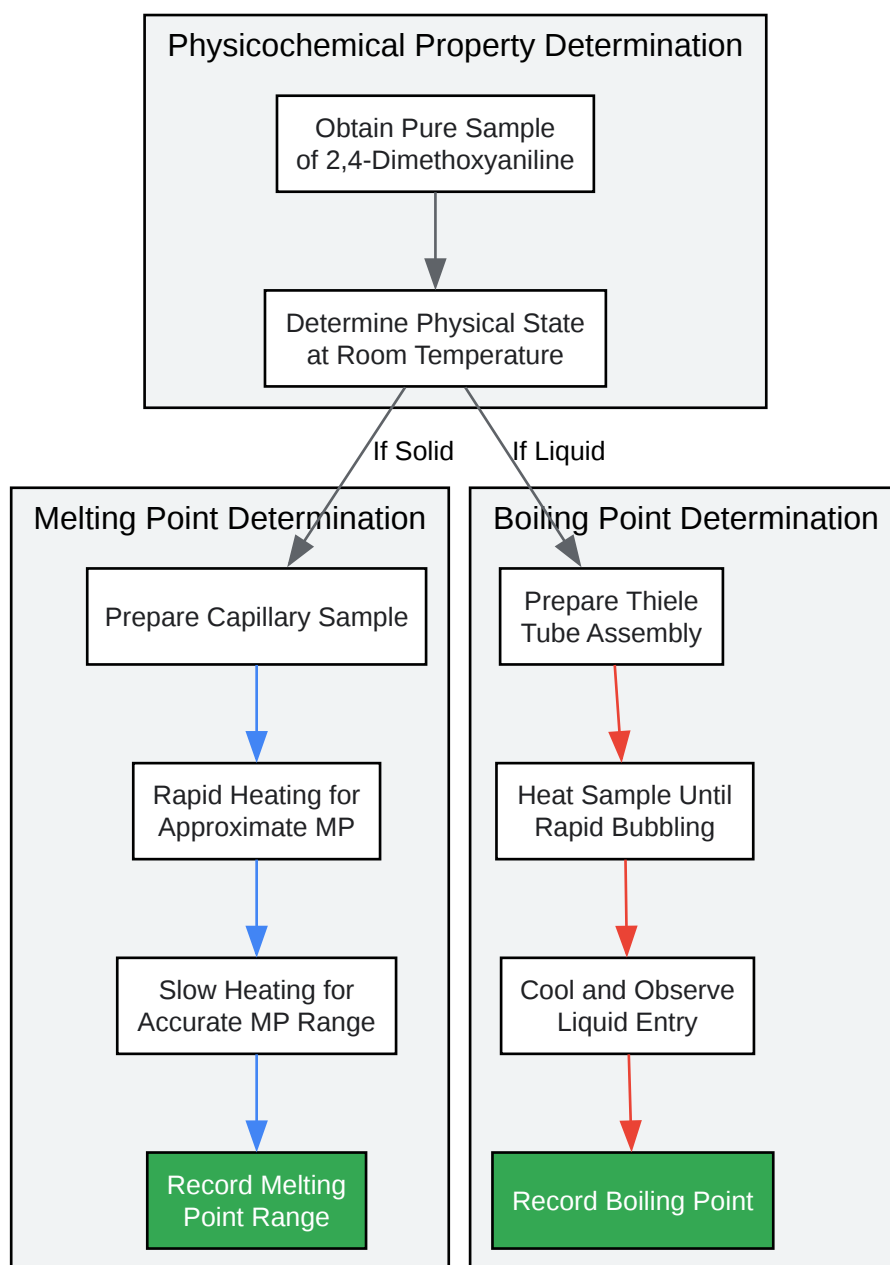 Physicochemical Property Determination
Obtain Pure Sample
of 2,4-Dimethoxyaniline
Determine Physical State
at Room Temperature
If Solid
If Liquid
Melting Point Determination
Prepare Capillary Sample
Rapid Heating for
Approximate MP
Slow Heating for
Accurate MP Range
Record Melting
Point Range
Boiling Point Determination
Prepare Thiele
Tube Assembly
Heat Sample Until
Rapid Bubbling
Cool and Observe
Liquid Entry
Record Boiling Point